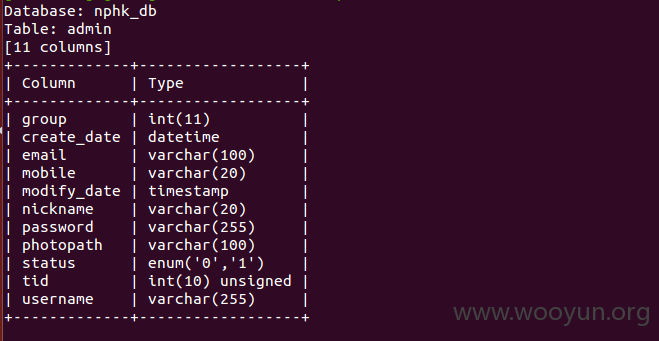 Database: nphk_db
Table: admin
[11 columns]
+-------------+------------------+
| Column      | Type             |
+-------------+------------------+
| group       | int(11)          |
| create_date | datetime         |
| email       | varchar(100)     |
| mobile      | varchar(20)      |
| modify_date | timestamp        |
| nickname    | varchar(20)      |
| password    | varchar(255)     |
| photopath   | varchar(100)     |
| status      | enum('0','1')    |
| tid         | int(10) unsigned |
| username    | varchar(255)     |
+-------------+------------------+
www.wooyun.org